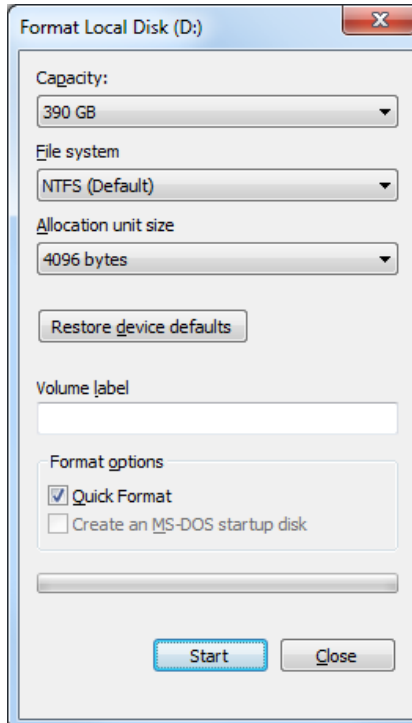 Format Local Disk (D:)
Capacity:
390 GB
File system
NTFS (Default)
Allocation unit size
4096 bytes
Restore device defaults
Volume label
Format options
Quick Format
Create an MS-DOS startup disk
Start Close